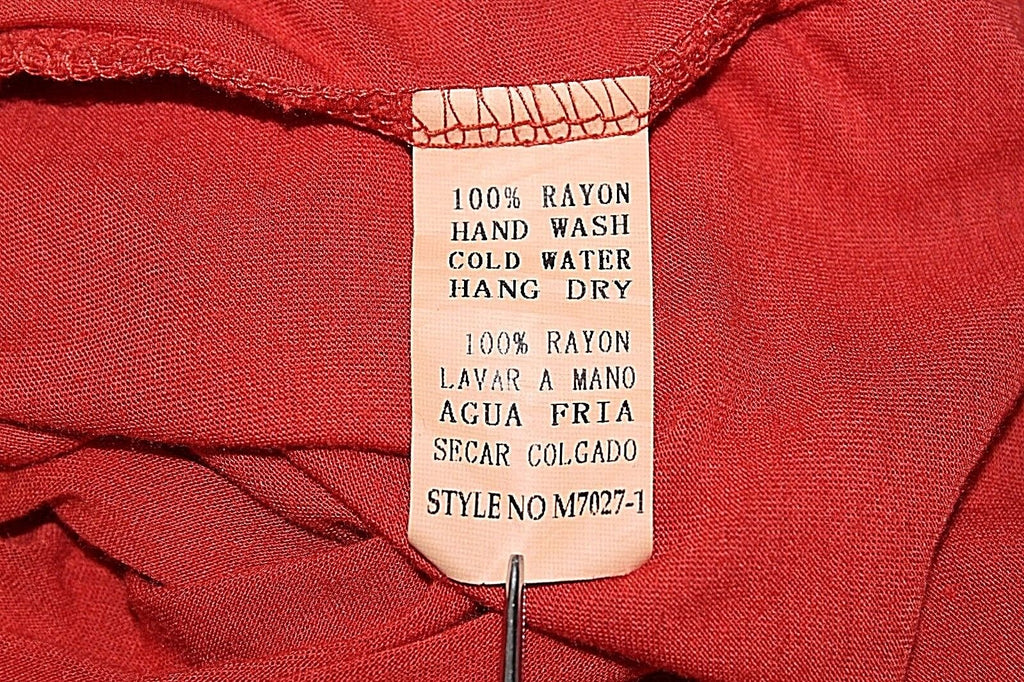 100% RAYON
HAND WASH
COLD WATER
HANG DRY
100% RAYON
LAVAR A MANO
AGUA FRIA
SECAR COLGADO
STYLE NO M7027-1